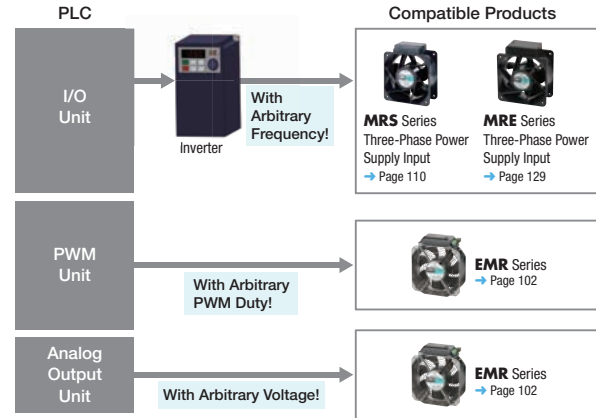 PLC
Compatible Products
I/O
Unit
Inverter
With
Arbitrary
Frequency!
MRS Series
Three-Phase Power
Supply Input
➜ Page 110
MRE Series
Three-Phase Power
Supply Input
➜ Page 129
PWM
Unit
With Arbitrary
PWM Duty!
EMR Series
➜ Page 102
Analog
Output
Unit
With Arbitrary Voltage!
EMR Series
➜ Page 102